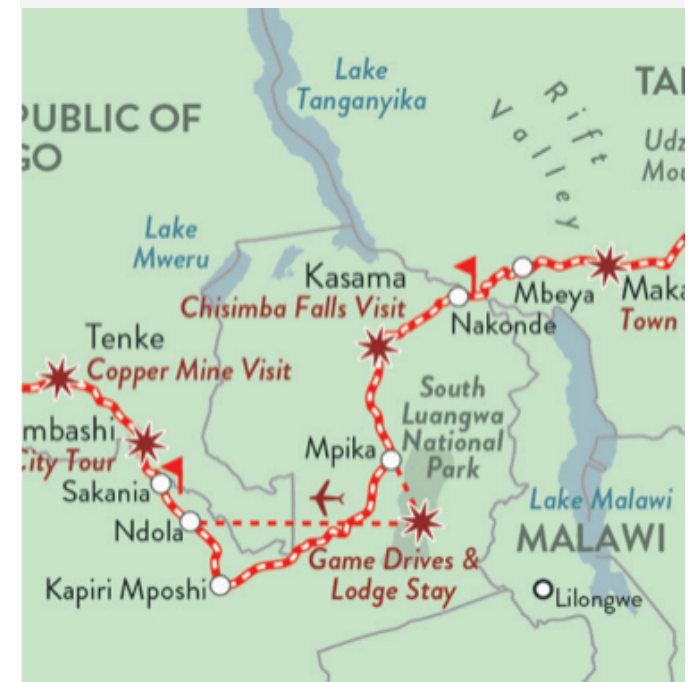 Lake
Tanganyika
Rift
Valley
TAI
PUBLIC OF
GO
Udz
Mou
Lake
Mweru
Kasama
Chisimba Falls Visit
Mbeya
Maka
Town
Nakonde
Tenke
Copper Mine Visit
South
Luangwa
National
Park
mbashi
City Tour
Mpika
Sakania
Ndola
Lake Malawi
MALAWI
Game Drives &
Lodge Stay
Kapiri Mposhi
Lilongwe